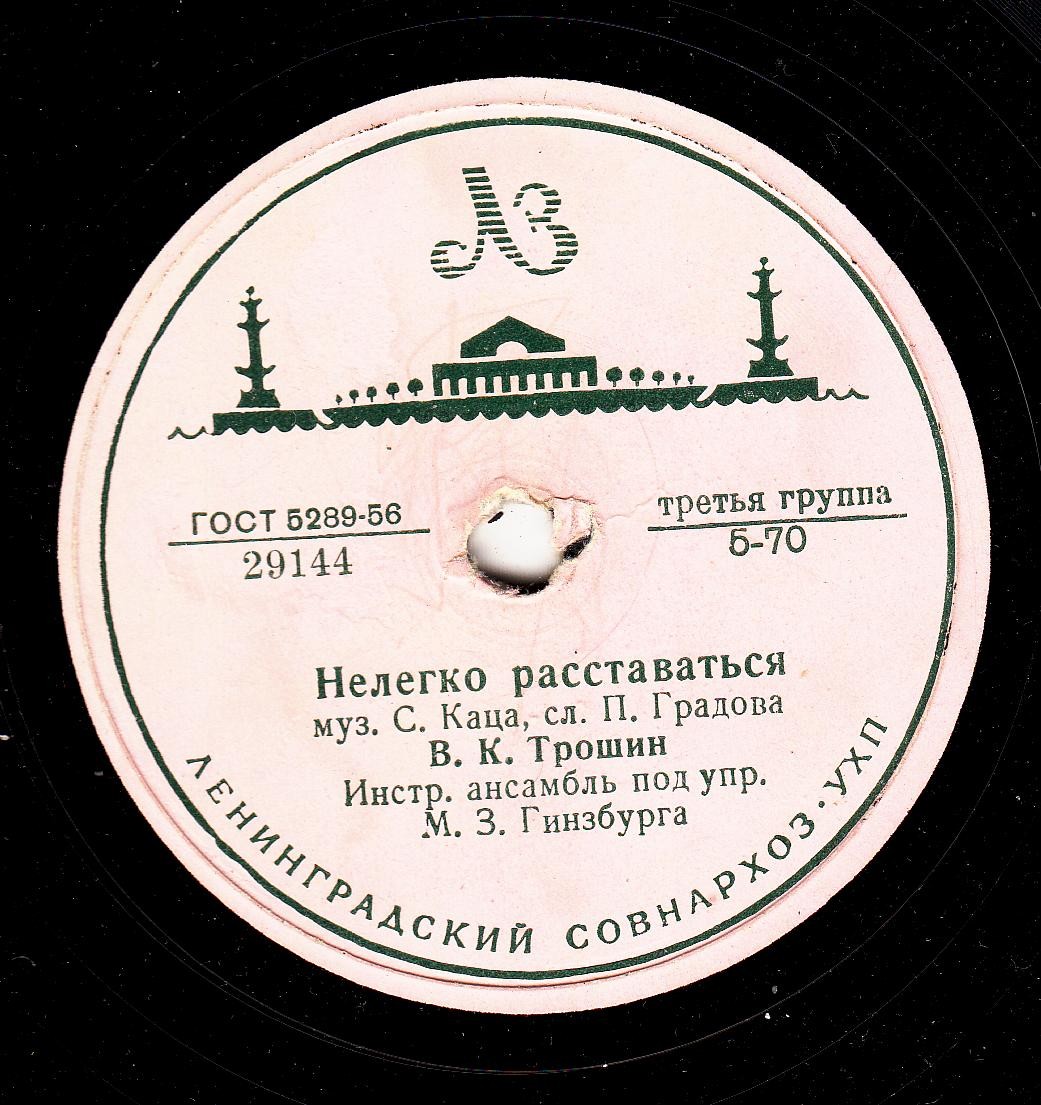 ЛЗ
ГОСТ 5289-56
29144
третья группа
5-70
Нелегко расставаться
муз. С. Каца, сл. П. Градова
В. К. Трошин
Инстр. ансамбль под упр.
М. З. Гинзбурга
ЛЕНИНГРАДСКИЙ СОВНАРХОЗ·УХП